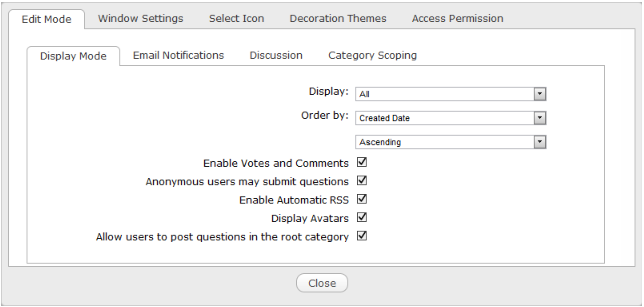 Edit Mode Window Settings Select Icon Decoration Themes Access Permission
Display Mode Email Notifications Discussion Category Scoping
Display: All
Order by: Created Date
Ascending
Enable Votes and Comments
Anonymous users may submit questions
Enable Automatic RSS
Display Avatars
Allow users to post questions in the root category
Close